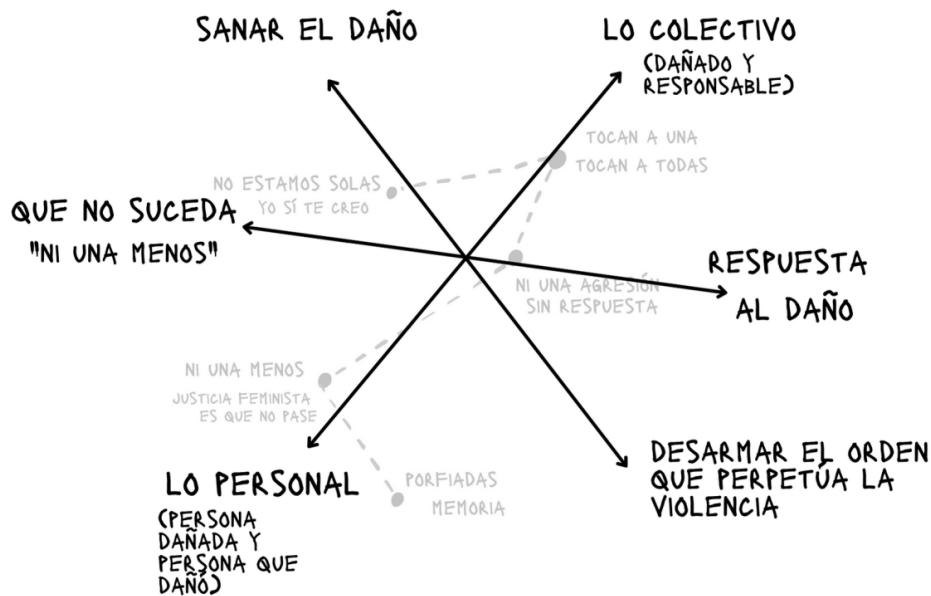 SANAR EL DAÑO
LO COLECTIVO
(DAÑADO Y
RESPONSABLE)
TOCAN A UNA
TOCAN A TODAS
NO ESTAMOS SOLAS
YO SÍ TE CREO
QUE NO SUCEDA
"NI UNA MENOS"
RESPUESTA
AL DAÑO
NI UNA AGRESIÓN
SIN RESPUESTA
NI UNA MENOS
JUSTICIA FEMINISTA
ES QUE NO PASE
DESARMAR EL ORDEN
QUE PERPETÚA LA
VIOLENCIA
LO PERSONAL
(PERSONA
DAÑADA Y
PERSONA QUE
DAÑÓ)
PORFIADAS
MEMORIA